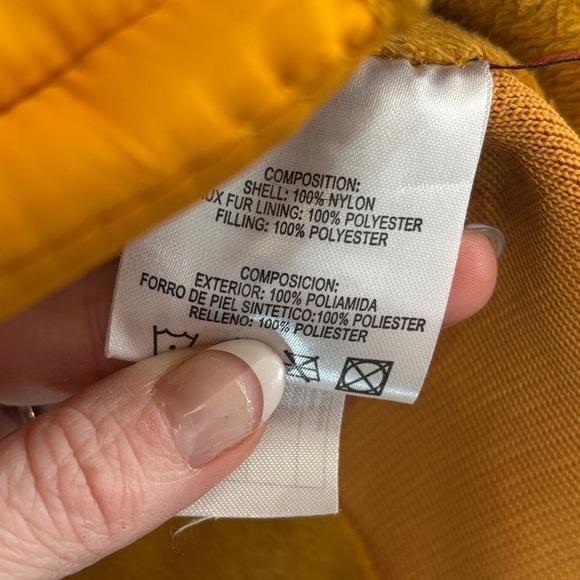 COMPOSITION:
SHELL: 100% NYLON
UX FUR LINING: 100% POLYESTER
FILLING: 100% POLYESTER
COMPOSICION:
EXTERIOR: 100% POLIAMIDA
FORRO DE PIEL SINTETICO:100% POLIESTER
RELLENO: 100% POLIESTER